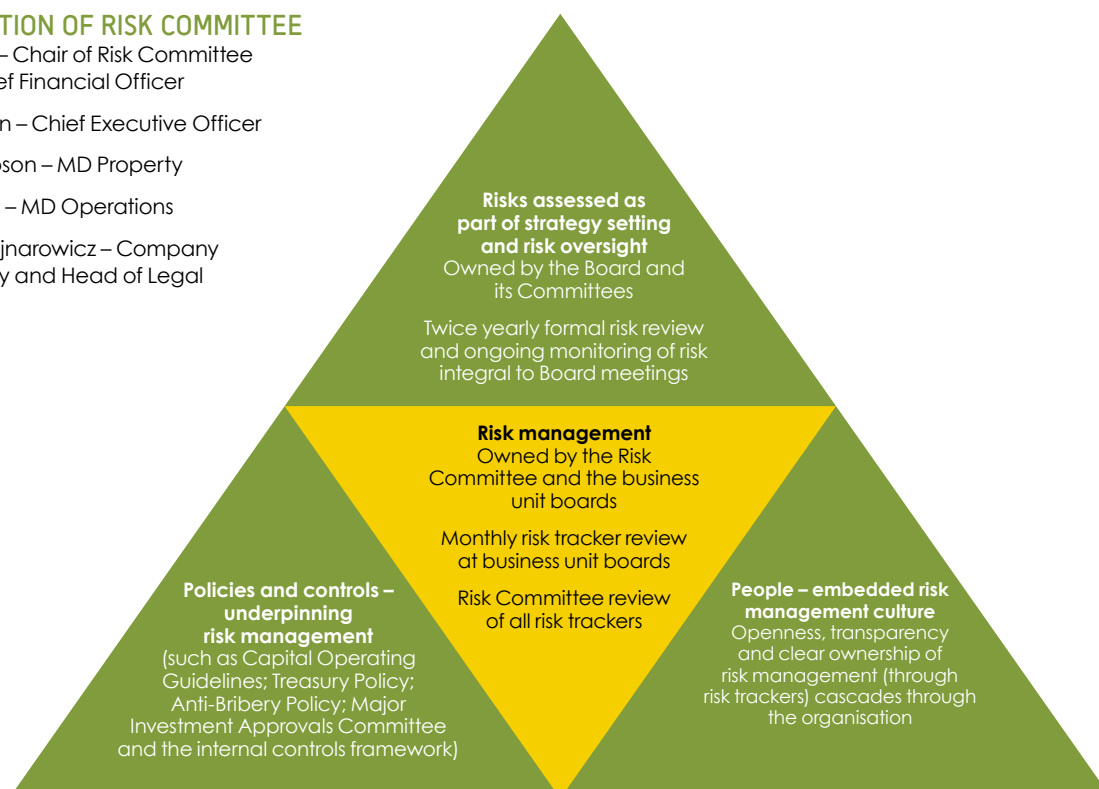 TION OF RISK COMMITTEE
– Chair of Risk Committee
ef Financial Officer
n – Chief Executive Officer
oson – MD Property
– MD Operations
jnarowicz – Company
y and Head of Legal
Risks assessed as
part of strategy setting
and risk oversight
Owned by the Board and
its Committees
Twice yearly formal risk review
and ongoing monitoring of risk
integral to Board meetings
Risk management
Owned by the Risk
Committee and the business
unit boards
Monthly risk tracker review
at business unit boards
Risk Committee review
of all risk trackers
Policies and controls –
underpinning
risk management
(such as Capital Operating
Guidelines; Treasury Policy;
Anti-Bribery Policy; Major
Investment Approvals Committee
and the internal controls framework)
People – embedded risk
management culture
Openness, transparency
and clear ownership of
risk management (through
risk trackers) cascades through
the organisation